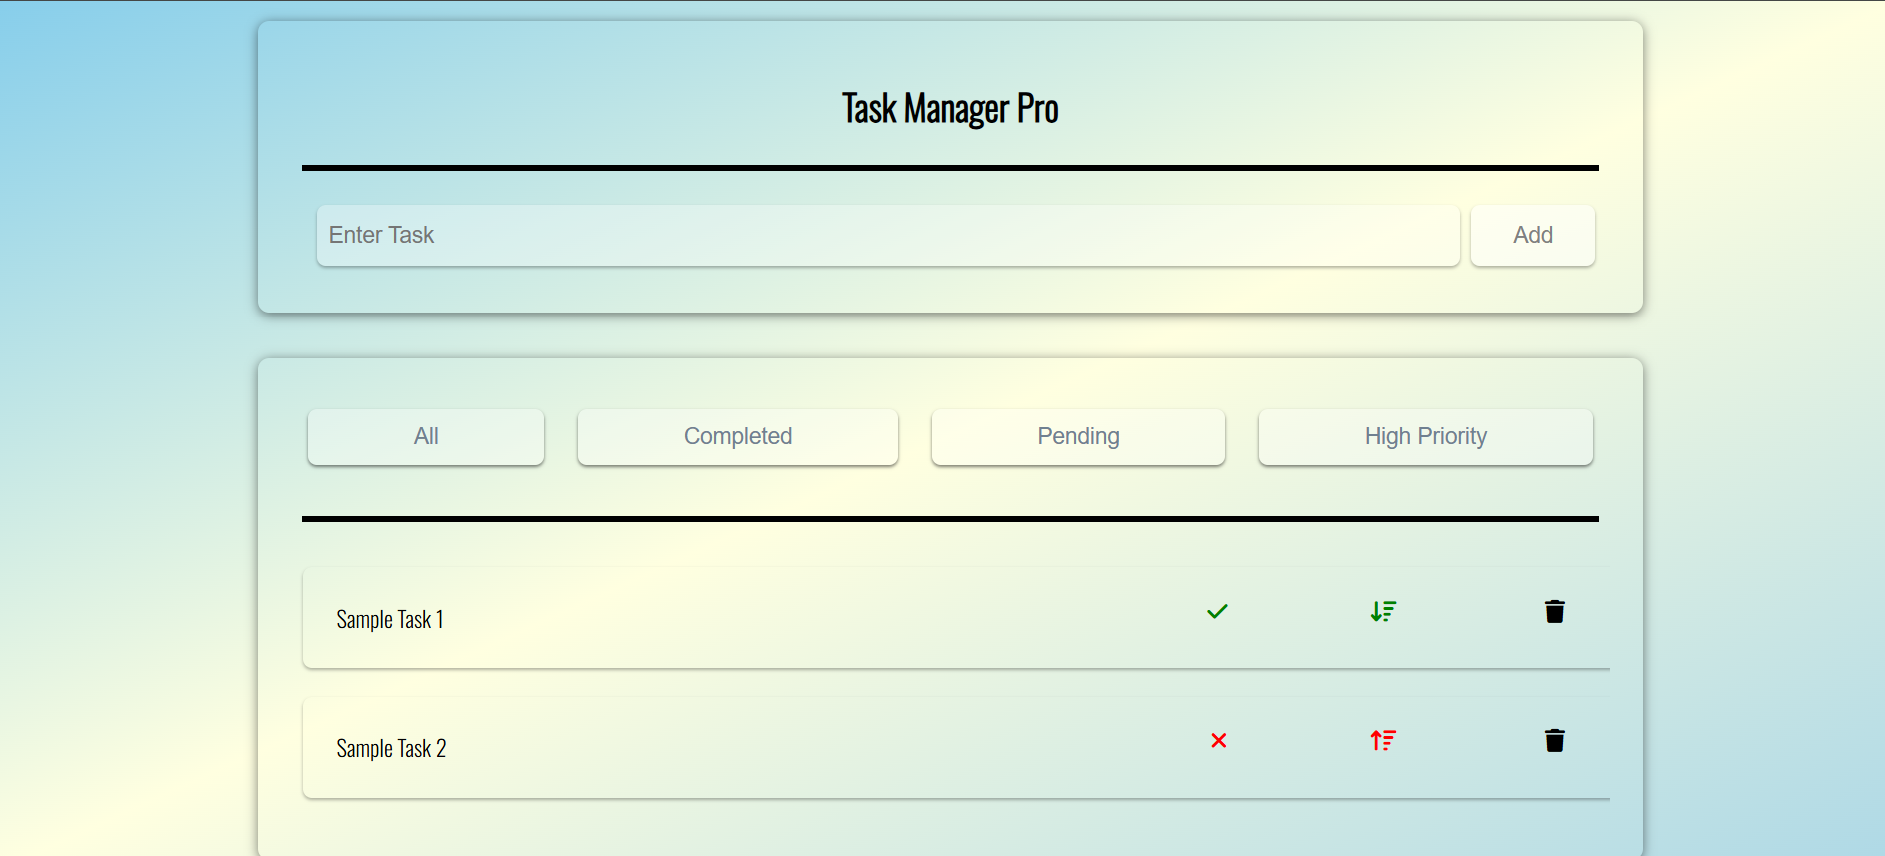 Task Manager Pro
Enter Task
Add
All
Completed
Pending
High Priority
Sample Task 1
Sample Task 2